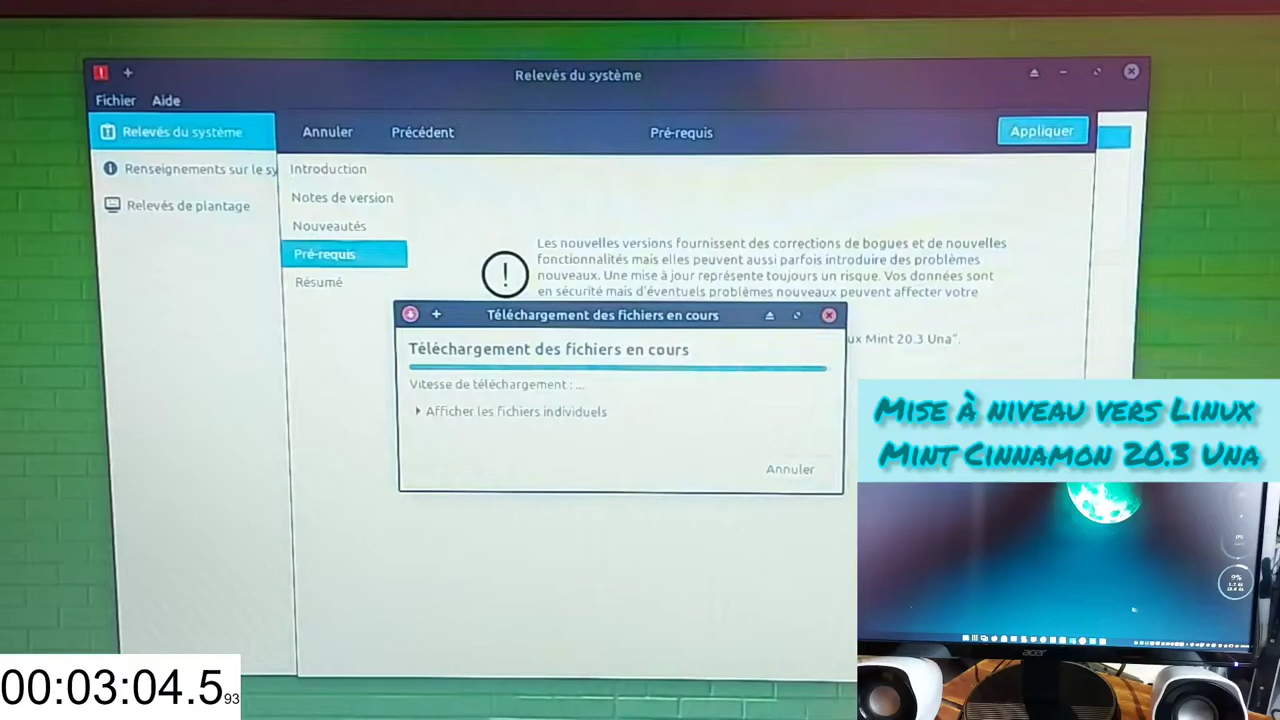 Relevés du système
Fichier Aide
Relevés du système
Annuler Précédent Pré-requis Appliquer
Renseignements sur le sy
Relevés de plantage
Introduction
Notes de version
Nouveautés
Pré-requis
Résumé
Les nouvelles versions fournissent des corrections de bogues et de nouvelles
fonctionnalités mais elles peuvent aussi parfois introduire des problèmes
nouveaux. Une mise à jour représente toujours un risque. Vos données sont
en sécurité mais d'éventuels problèmes nouveaux peuvent affecter votre
ux Mint 20.3 Una".
Téléchargement des fichiers en cours
Téléchargement des fichiers en cours
Vitesse de téléchargement : ...
Afficher les fichiers individuels
Annuler
Mise à niveau vers Linux
Mint Cinnamon 20.3 Una
9%
acer
00:03:04.593